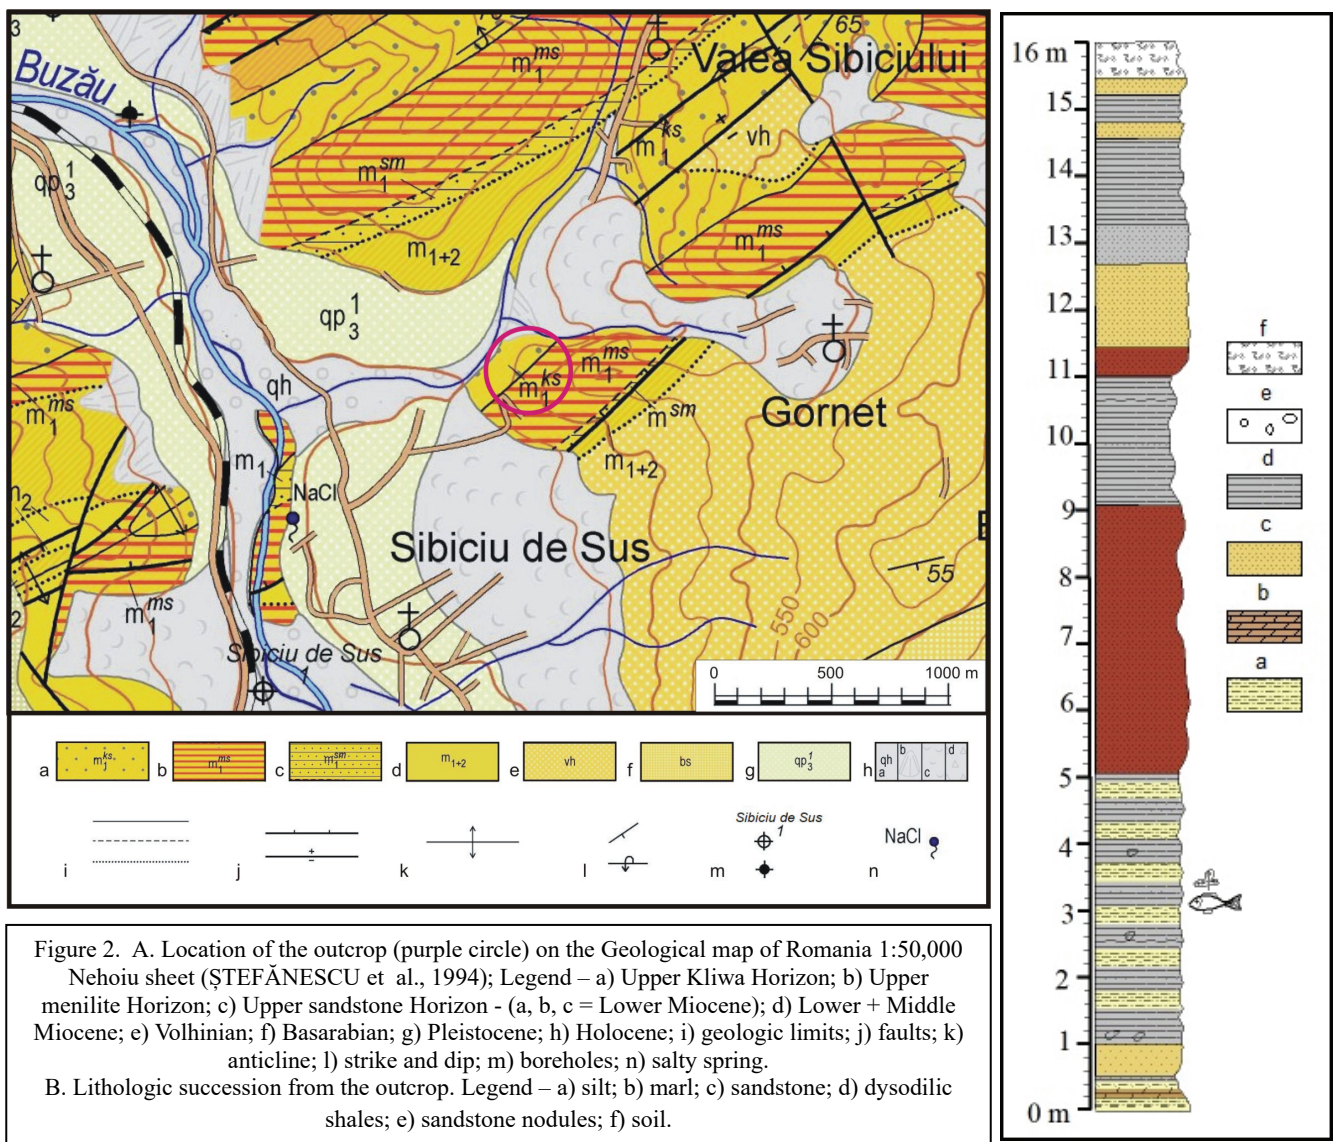 3
Buzău
65
Valea Sibiciului
m₁ᵐˢ
m₁ᵏˢ
vh
qp₃¹
m₁ˢᵐ
m₁ᵐˢ
m₁₊₂
qp₃¹
qh
m₁ᵐˢ
m₁ᵏˢ
Gornet
mˢᵐ
m₁ᵐˢ
m₁
m₁₊₂
NaCl
Sibiciu de Sus
55
550
600
m₁ᵐˢ
2
Sibiciu de Sus
1
0 500 1000 m
a m₁ᵏˢ b m₁ᵐˢ c m₁ˢᵐ d m₁₊₂ e vh f bs g qp₃¹ h qh a b c d
i j + − k l m Sibiciu de Sus 1 n NaCl
Figure 2. A. Location of the outcrop (purple circle) on the Geological map of Romania 1:50,000
Nehoiu sheet (ȘTEFĂNESCU et al., 1994); Legend – a) Upper Kliwa Horizon; b) Upper
menilite Horizon; c) Upper sandstone Horizon - (a, b, c = Lower Miocene); d) Lower + Middle
Miocene; e) Volhinian; f) Basarabian; g) Pleistocene; h) Holocene; i) geologic limits; j) faults; k)
anticline; l) strike and dip; m) boreholes; n) salty spring.
B. Lithologic succession from the outcrop. Legend – a) silt; b) marl; c) sandstone; d) dysodilic
shales; e) sandstone nodules; f) soil.
16 m
15
14
13
12
11
10
9
8
7
6
5
4
3
2
1
0 m
f
e
d
c
b
a